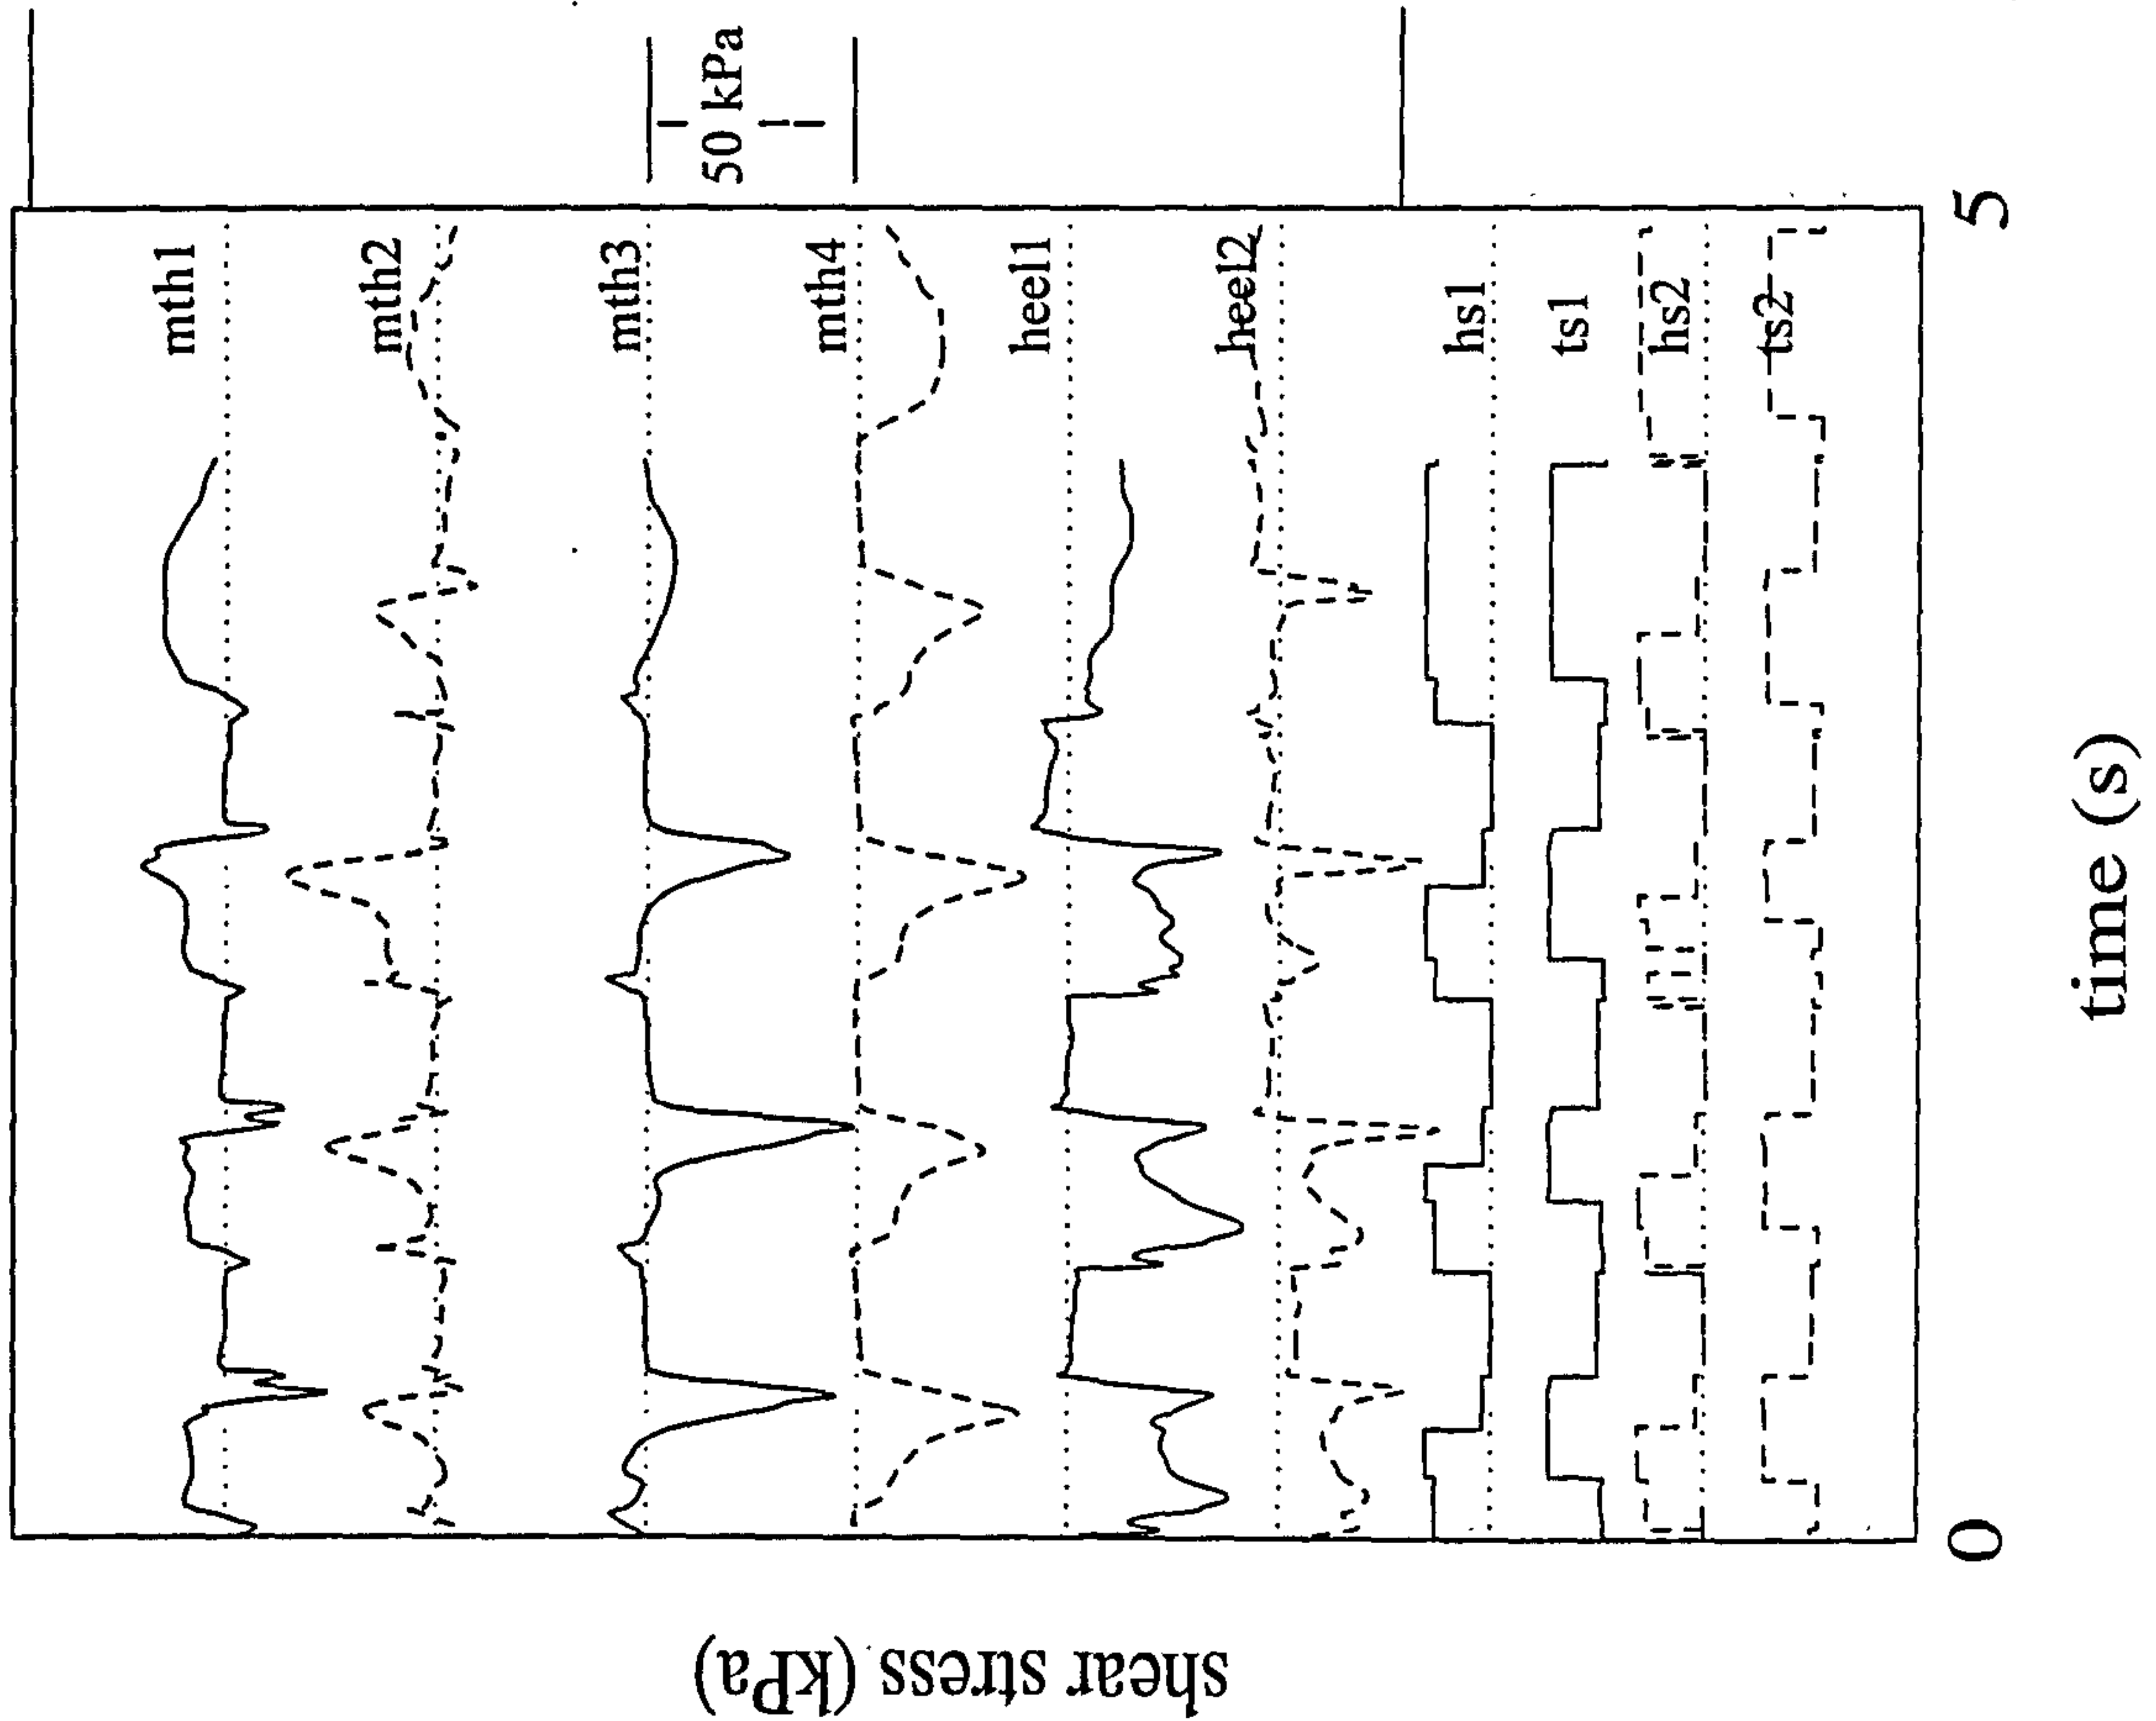 mth1
mth2
mth3
50 kPa
mth4
heel1
heel2
hs1
ts1
hs2
ts2
0
5
time (s)
shear stress (kPa)